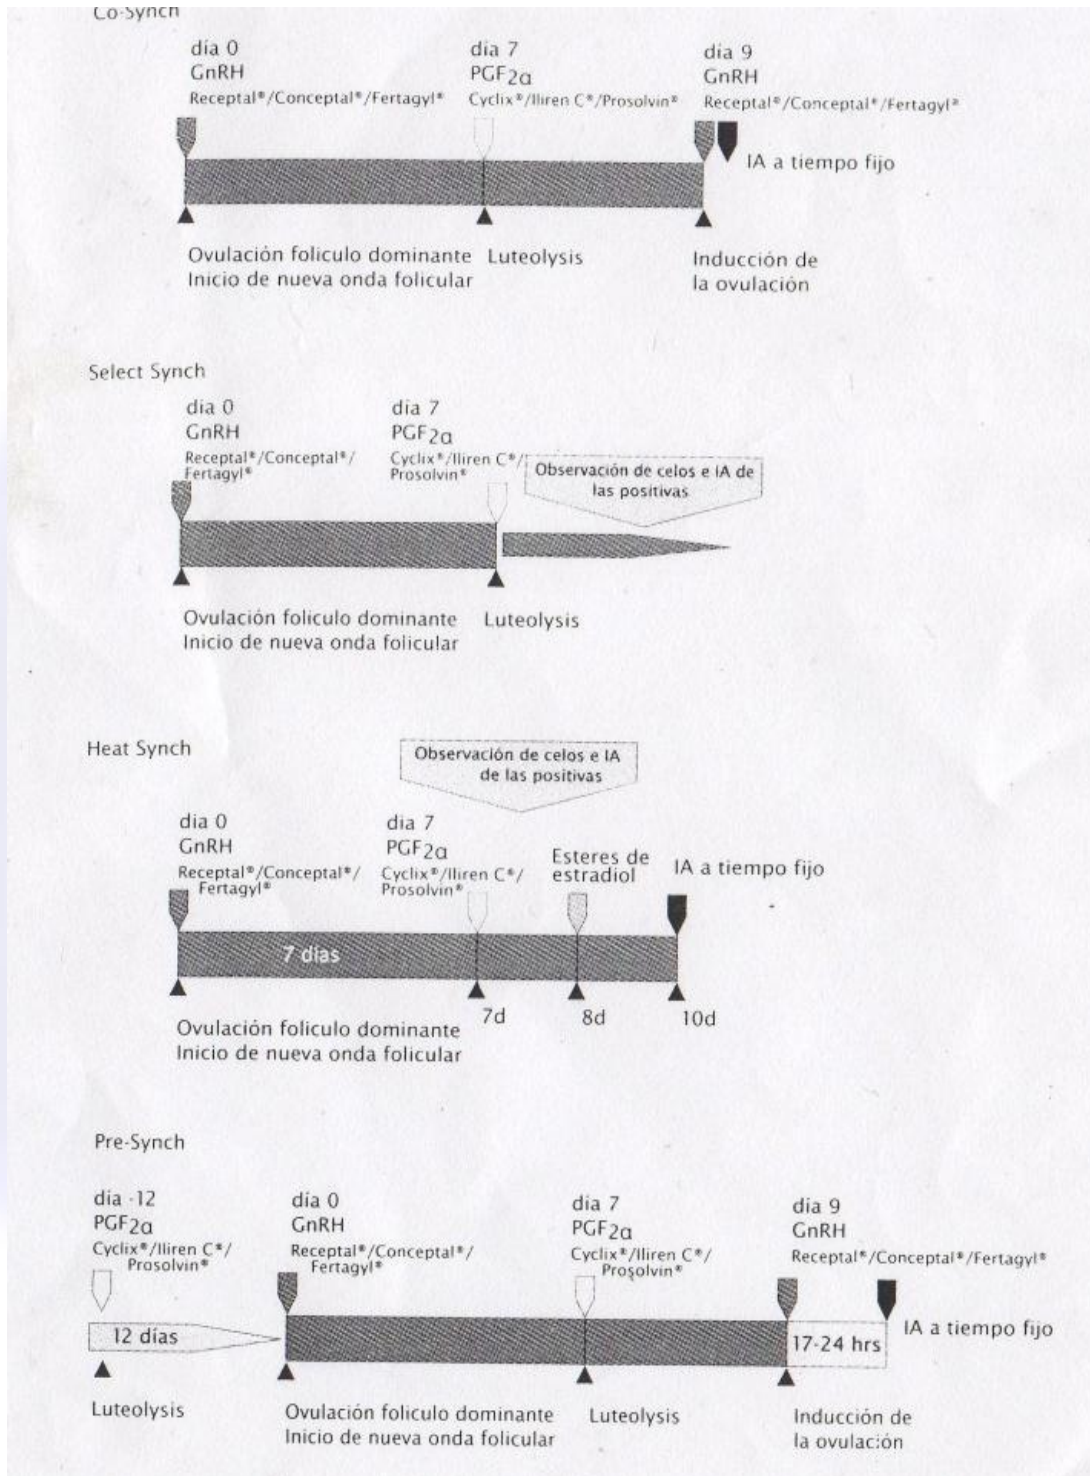 Co-Synch
día 0
GnRH
Receptal®/Conceptal®/Fertagyl®
día 7
PGF2α
Cyclix®/Iliren C®/Prosolvin®
día 9
GnRH
Receptal®/Conceptal®/Fertagyl®
IA a tiempo fijo
Ovulación foliculo dominante
Inicio de nueva onda folicular
Luteolysis
Inducción de
la ovulación
Select Synch
día 0
GnRH
Receptal®/Conceptal®/
Fertagyl®
día 7
PGF2α
Cyclix®/Iliren C®/
Prosolvin®
Observación de celos e IA de
las positivas
Ovulación foliculo dominante
Inicio de nueva onda folicular
Luteolysis
Heat Synch
Observación de celos e IA
de las positivas
día 0
GnRH
Receptal®/Conceptal®/
Fertagyl®
día 7
PGF2α
Cyclix®/Iliren C®/
Prosolvin®
Esteres de
estradiol
IA a tiempo fijo
7 días
7d
8d
10d
Ovulación foliculo dominante
Inicio de nueva onda folicular
Pre-Synch
día -12
PGF2α
Cyclix®/Iliren C®/
Prosolvin®
día 0
GnRH
Receptal®/Conceptal®/
Fertagyl®
día 7
PGF2α
Cyclix®/Iliren C®/
Prosolvin®
día 9
GnRH
Receptal®/Conceptal®/Fertagyl®
12 días
17-24 hrs
IA a tiempo fijo
Luteolysis
Ovulación foliculo dominante
Inicio de nueva onda folicular
Luteolysis
Inducción de
la ovulación